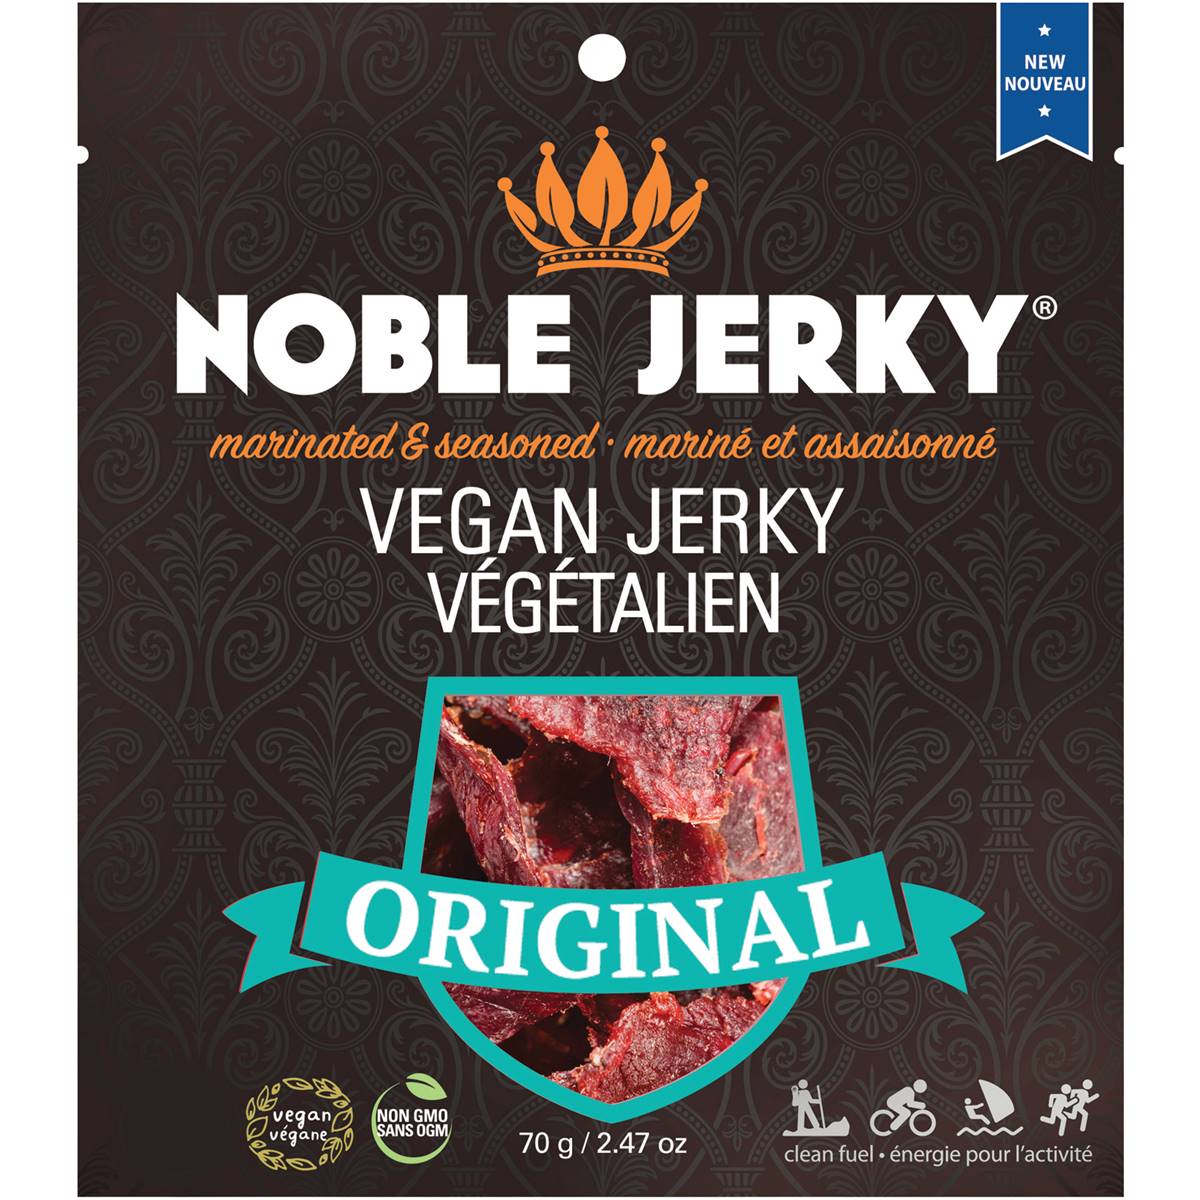 NEW
NOUVEAU
NOBLE JERKY®
marinated & seasoned · mariné et assaisonné
VEGAN JERKY
VÉGÉTALIEN
ORIGINAL
vegan
végane
NON GMO
SANS OGM
70 g / 2.47 oz
clean fuel • énergie pour l'activité